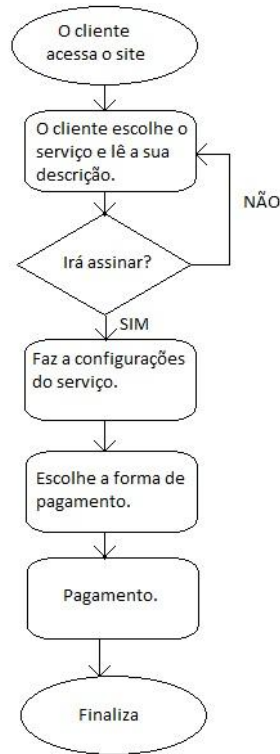 O cliente
acessa o site
O cliente escolhe o
serviço e lê a sua
descrição.
NÃO
Irá assinar?
SIM
Faz a configurações
do serviço.
Escolhe a forma de
pagamento.
Pagamento.
Finaliza